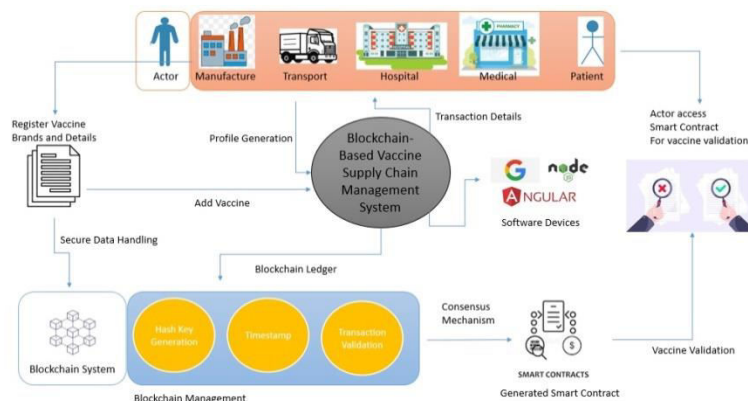 PHARMACY
Actor
Manufacture
Transport
Hospital
Medical
Patient
Register Vaccine
Brands and Details
Profile Generation
Transaction Details
Actor access
Smart Contract
For vaccine validation
Blockchain-
Based Vaccine
Supply Chain
Management
System
Add Vaccine
G
node
JS
ANGULAR
Software Devices
Secure Data Handling
Blockchain Ledger
Hash Key
Generation
Timestamp
Transaction
Validation
Consensus
Mechanism
SMART CONTRACTS
Generated Smart Contract
Vaccine Validation
Blockchain System
Blockchain Management